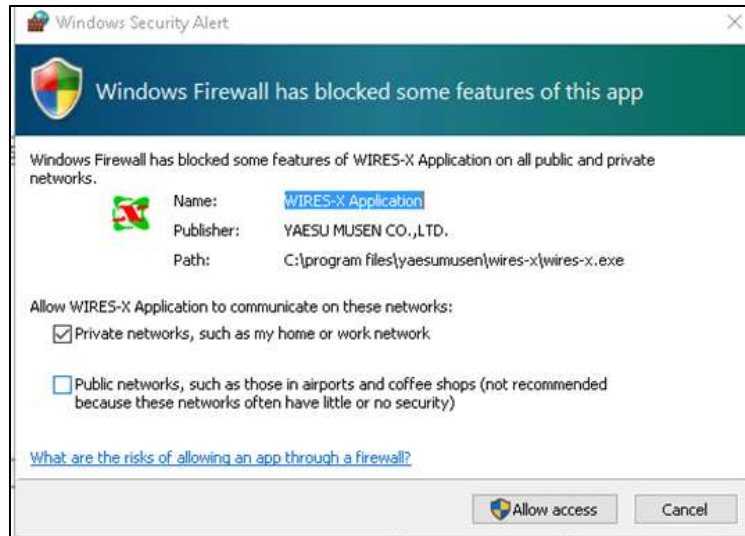 Windows Security Alert
Windows Firewall has blocked some features of this app
Windows Firewall has blocked some features of WIRES-X Application on all public and private
networks.
Name: WIRES-X Application
Publisher: YAESU MUSEN CO.,LTD.
Path: C:\program files\yaesumusen\wires-x\wires-x.exe
Allow WIRES-X Application to communicate on these networks:
Private networks, such as my home or work network
Public networks, such as those in airports and coffee shops (not recommended
because these networks often have little or no security)
What are the risks of allowing an app through a firewall?
Allow access Cancel